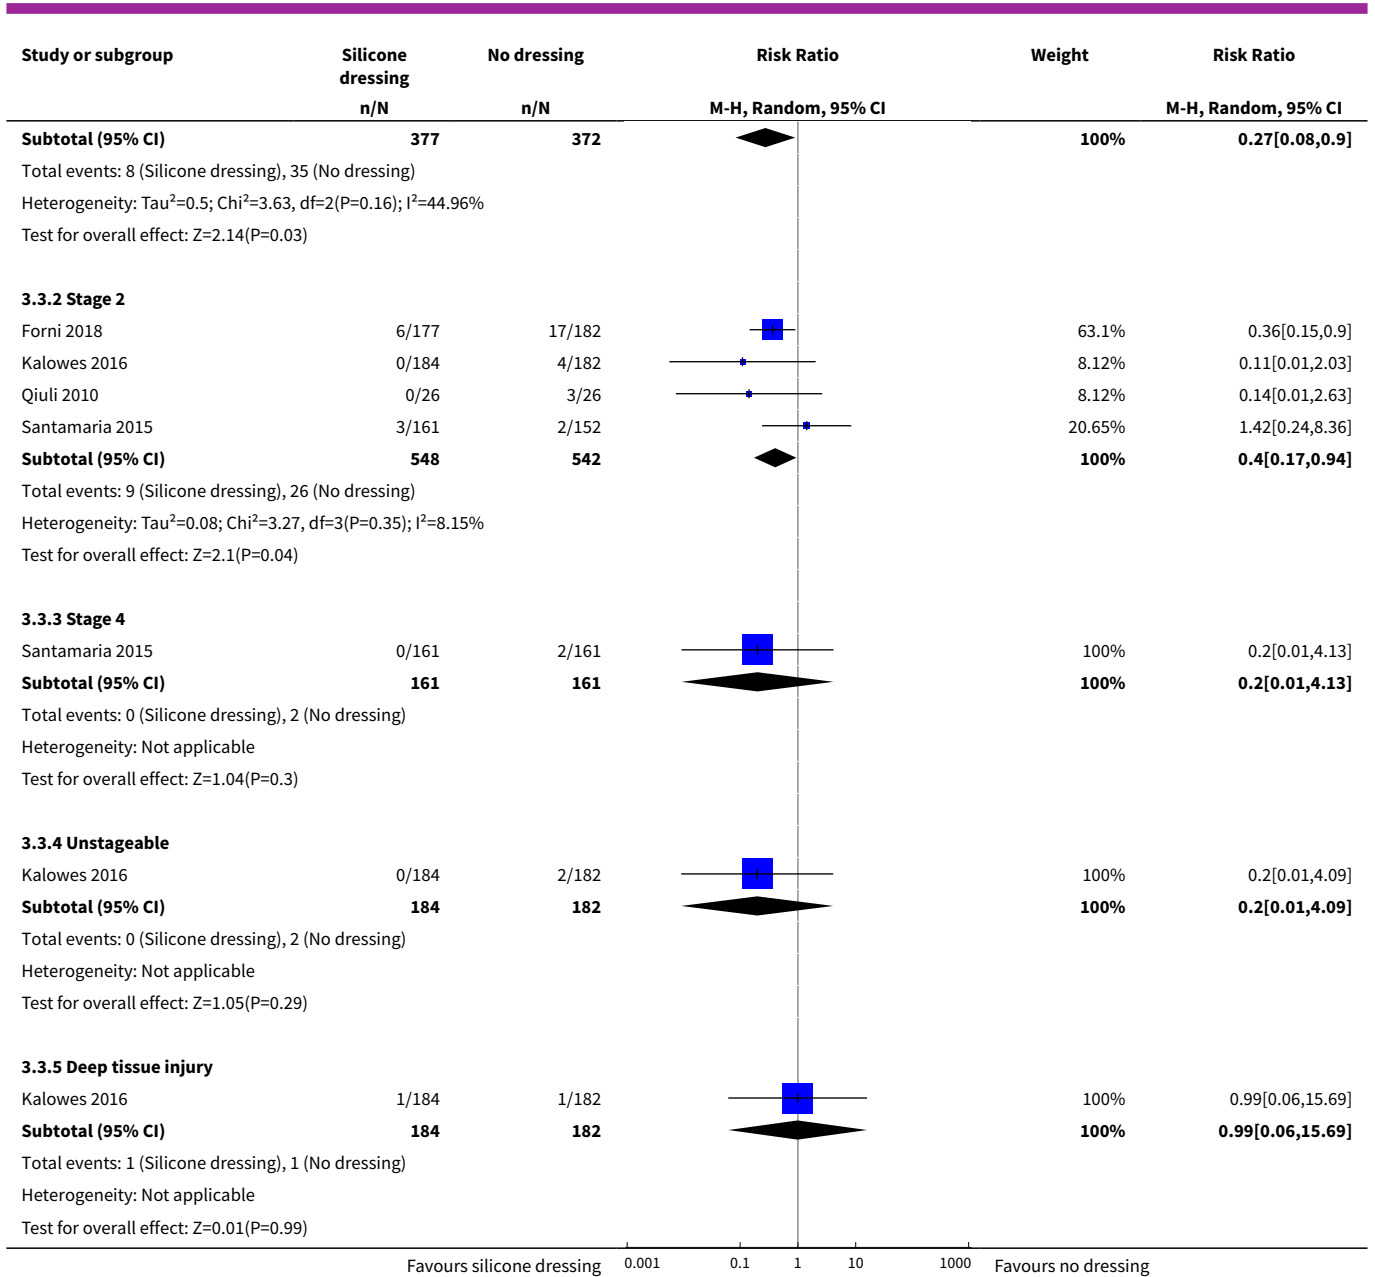 Study or subgroup Silicone dressing No dressing Risk Ratio Weight Risk Ratio
n/N n/N M-H, Random, 95% CI M-H, Random, 95% CI
Subtotal (95% CI) 377 372 100% 0.27[0.08,0.9]
Total events: 8 (Silicone dressing), 35 (No dressing)
Heterogeneity: Tau²=0.5; Chi²=3.63, df=2(P=0.16); I²=44.96%
Test for overall effect: Z=2.14(P=0.03)
3.3.2 Stage 2
Forni 2018 6/177 17/182 63.1% 0.36[0.15,0.9]
Kalowes 2016 0/184 4/182 8.12% 0.11[0.01,2.03]
Qiuli 2010 0/26 3/26 8.12% 0.14[0.01,2.63]
Santamaria 2015 3/161 2/152 20.65% 1.42[0.24,8.36]
Subtotal (95% CI) 548 542 100% 0.4[0.17,0.94]
Total events: 9 (Silicone dressing), 26 (No dressing)
Heterogeneity: Tau²=0.08; Chi²=3.27, df=3(P=0.35); I²=8.15%
Test for overall effect: Z=2.1(P=0.04)
3.3.3 Stage 4
Santamaria 2015 0/161 2/161 100% 0.2[0.01,4.13]
Subtotal (95% CI) 161 161 100% 0.2[0.01,4.13]
Total events: 0 (Silicone dressing), 2 (No dressing)
Heterogeneity: Not applicable
Test for overall effect: Z=1.04(P=0.3)
3.3.4 Unstageable
Kalowes 2016 0/184 2/182 100% 0.2[0.01,4.09]
Subtotal (95% CI) 184 182 100% 0.2[0.01,4.09]
Total events: 0 (Silicone dressing), 2 (No dressing)
Heterogeneity: Not applicable
Test for overall effect: Z=1.05(P=0.29)
3.3.5 Deep tissue injury
Kalowes 2016 1/184 1/182 100% 0.99[0.06,15.69]
Subtotal (95% CI) 184 182 100% 0.99[0.06,15.69]
Total events: 1 (Silicone dressing), 1 (No dressing)
Heterogeneity: Not applicable
Test for overall effect: Z=0.01(P=0.99)
Favours silicone dressing 0.001 0.1 1 10 1000 Favours no dressing